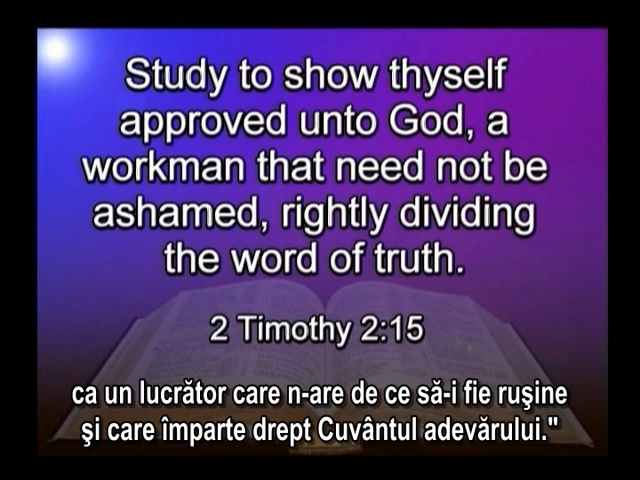 Study to show thyself
approved unto God, a
workman that need not be
ashamed, rightly dividing
the word of truth.
2 Timothy 2:15
ca un lucrător care n-are de ce să-i fie ruşine
şi care împarte drept Cuvântul adevărului."